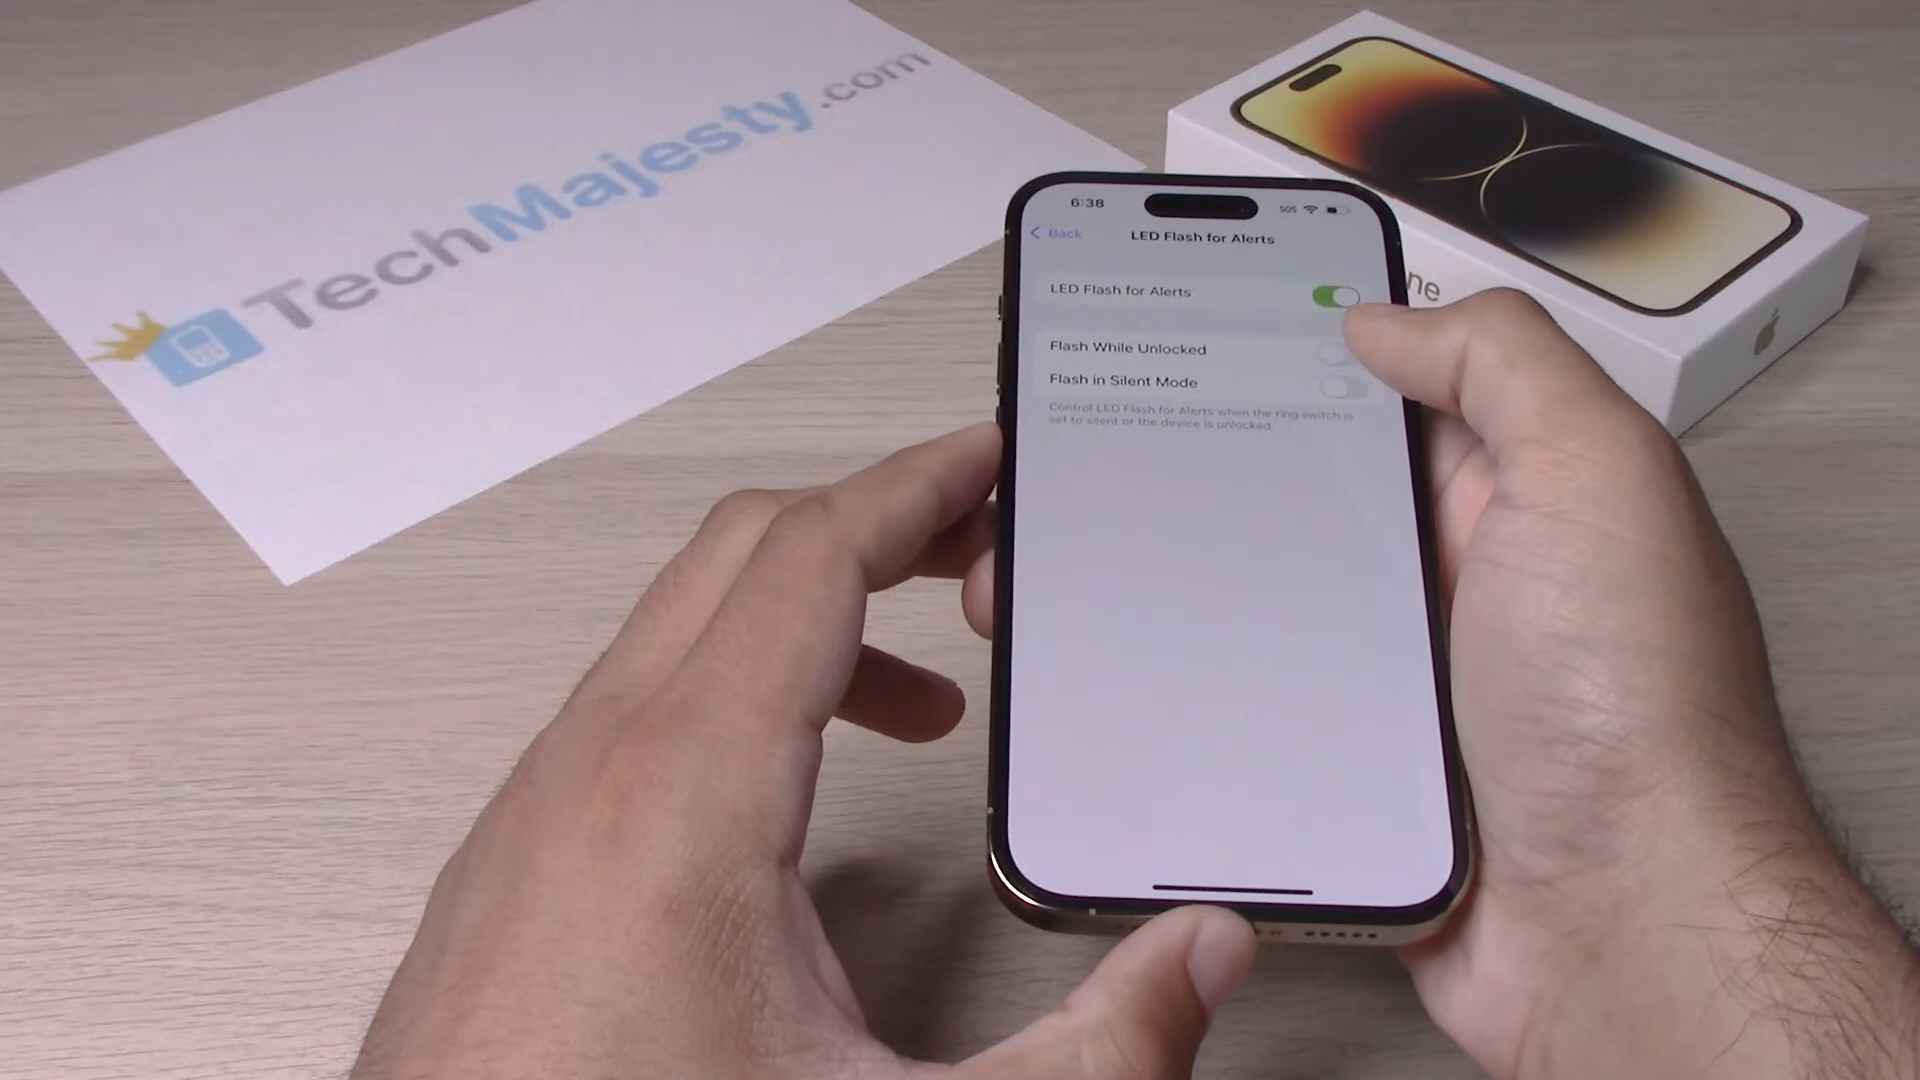 TechMajesty.com
6:38
SOS
Back
LED Flash for Alerts
LED Flash for Alerts
Flash While Unlocked
Flash in Silent Mode
Control LED Flash for Alerts when the ring switch is
set to silent or the device is unlocked.
ne